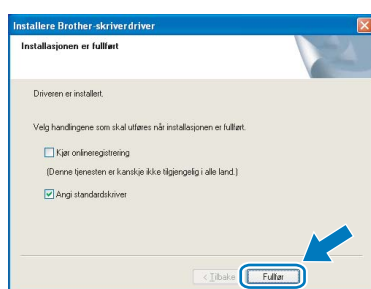 Installere Brother-skriverdriver
Installasjonen er fullført
Driveren er installert.
Velg handlingene som skal utføres når installasjonen er fullført.
Kjør onlineregistrering
(Denne tjenesten er kanskje ikke tilgjengelig i alle land.)
Angi standardskriver
< Tilbake
Fullfør